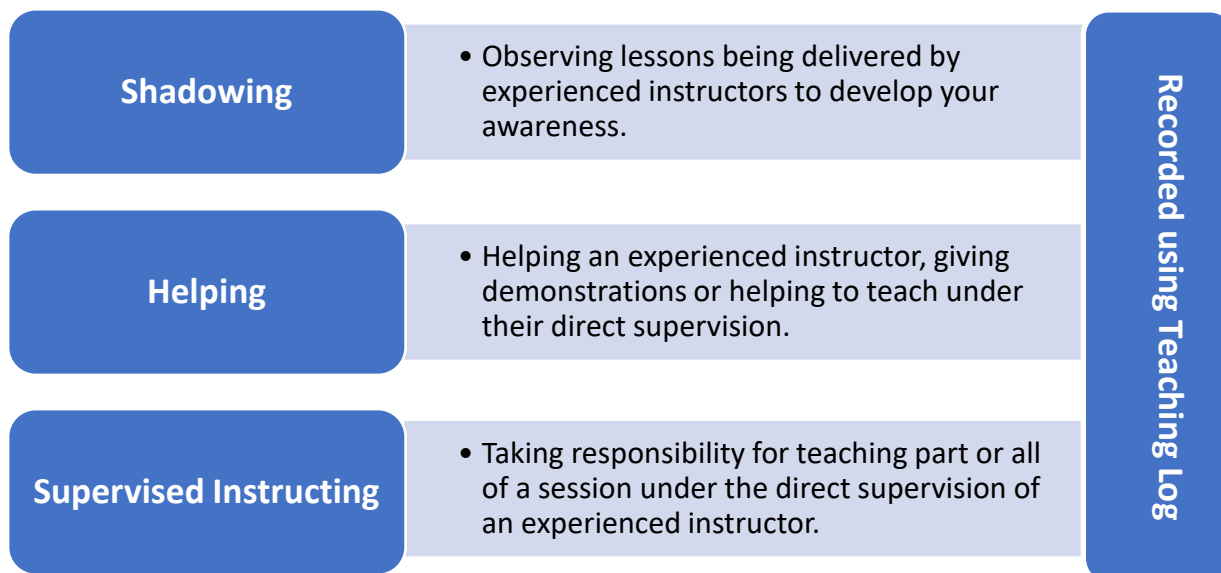 Shadowing
• Observing lessons being delivered by
experienced instructors to develop your
awareness.
Helping
• Helping an experienced instructor, giving
demonstrations or helping to teach under
their direct supervision.
Supervised Instructing
• Taking responsibility for teaching part or all
of a session under the direct supervision of
an experienced instructor.
Recorded using Teaching Log